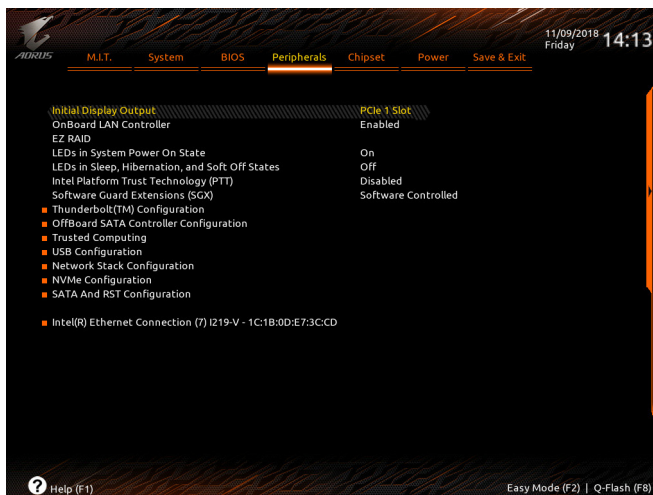 11/09/2018 14:13
Friday
AORUS
M.I.T. System BIOS Peripherals Chipset Power Save & Exit
Initial Display Output PCIe 1 Slot
OnBoard LAN Controller Enabled
EZ RAID
LEDs in System Power On State On
LEDs in Sleep, Hibernation, and Soft Off States Off
Intel Platform Trust Technology (PTT) Disabled
Software Guard Extensions (SGX) Software Controlled
Thunderbolt(TM) Configuration
OffBoard SATA Controller Configuration
Trusted Computing
USB Configuration
Network Stack Configuration
NVMe Configuration
SATA And RST Configuration
Intel(R) Ethernet Connection (7) I219-V - 1C:1B:0D:E7:3C:CD
? Help (F1) Easy Mode (F2) | Q-Flash (F8)